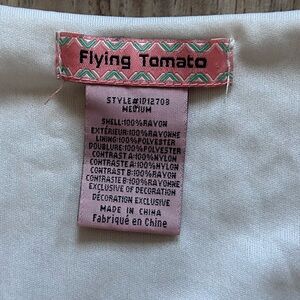 Flying Tomato
STYLE#ID12708
MEDIUM
SHELL:100%RAYON
EXTÉRIEUR:100%RAYONNE
LINING:100%POLYESTER
DOUBLURE:100%POLYESTER
CONTRAST A:100%NYLON
CONTRASTE A:100%NYLON
CONTRAST B:100%RAYON
CONTRASTE B:100%RAYONNE
EXCLUSIVE OF DECORATION
DÉCORATION EXCLUSIVE
MADE IN CHINA
Fabriqué en Chine